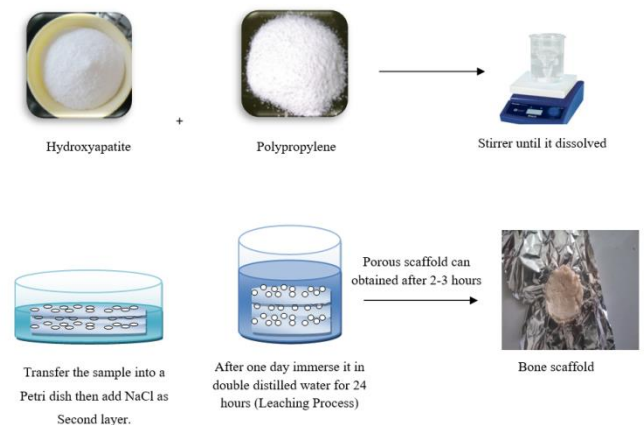 Hydroxyapatite
+
Polypropylene
Stirrer until it dissolved
Porous scaffold can
obtained after 2-3 hours
Transfer the sample into a
Petri dish then add NaCl as
Second layer.
After one day immerse it in
double distilled water for 24
hours (Leaching Process)
Bone scaffold